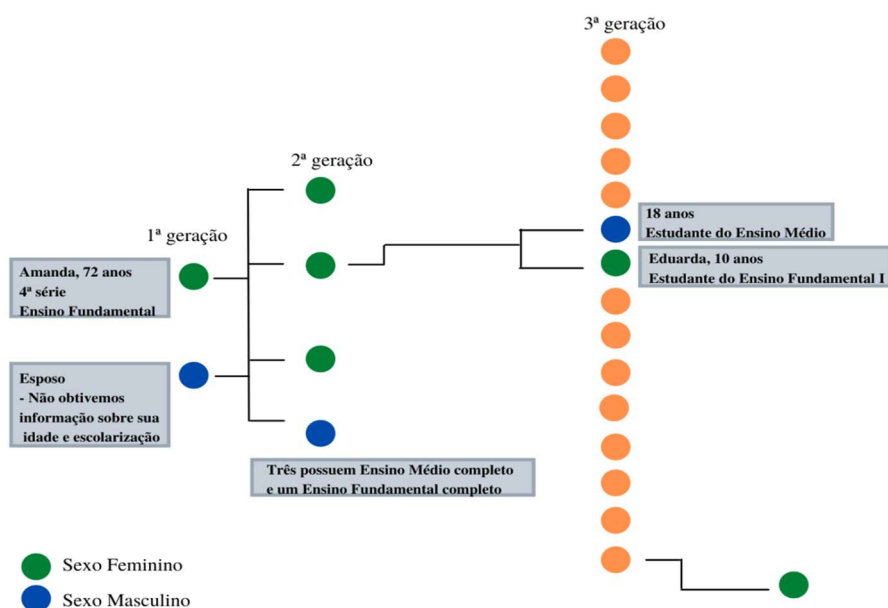 3ª geração
2ª geração
1ª geração
18 anos
Estudante do Ensino Médio
Eduarda, 10 anos
Estudante do Ensino Fundamental I
Amanda, 72 anos
4ª série
Ensino Fundamental
Esposo
- Não obtivemos
informação sobre sua
idade e escolarização
Três possuem Ensino Médio completo
e um Ensino Fundamental completo
Sexo Feminino
Sexo Masculino